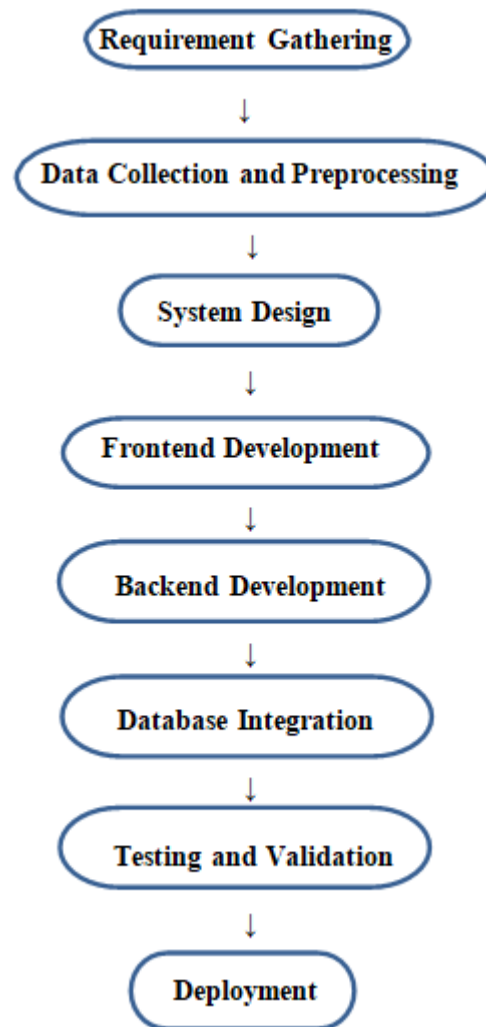 Requirement Gathering
↓
Data Collection and Preprocessing
↓
System Design
↓
Frontend Development
↓
Backend Development
↓
Database Integration
↓
Testing and Validation
↓
Deployment